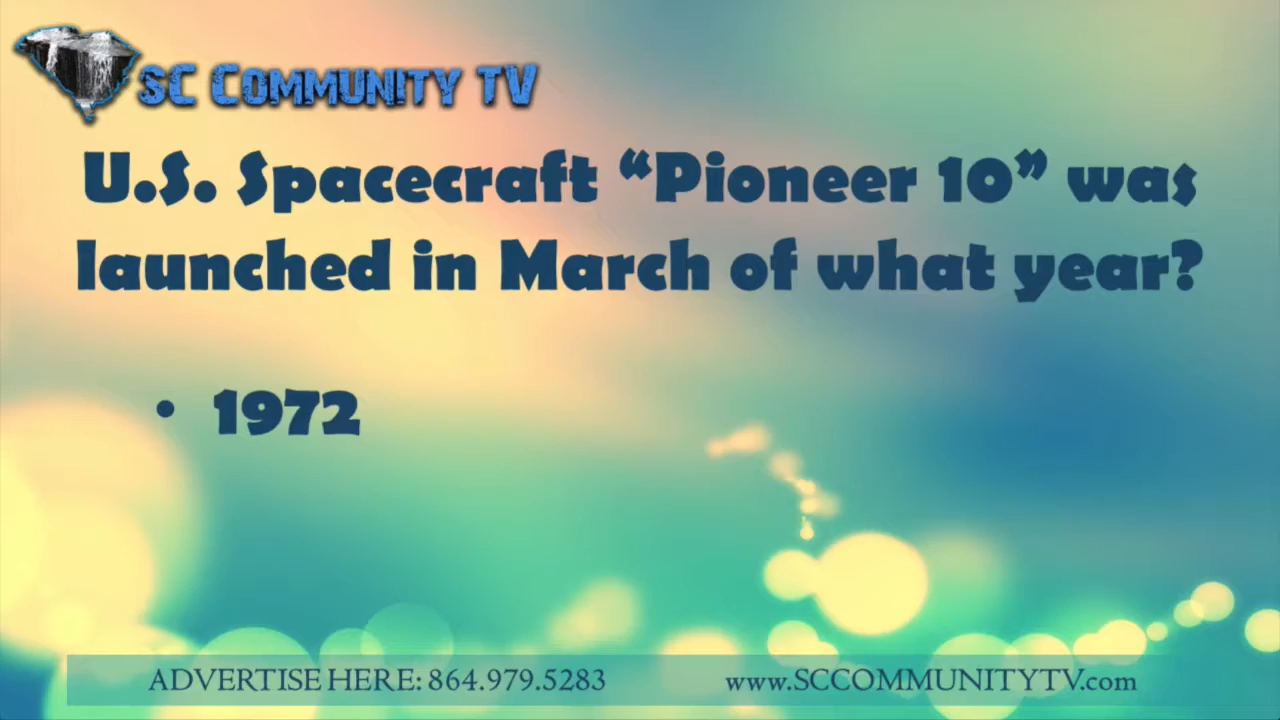 SC COMMUNITY TV
U.S. Spacecraft “Pioneer 10” was
launched in March of what year?
• 1972
ADVERTISE HERE: 864.979.5283 www.SCCOMMUNITYTV.com